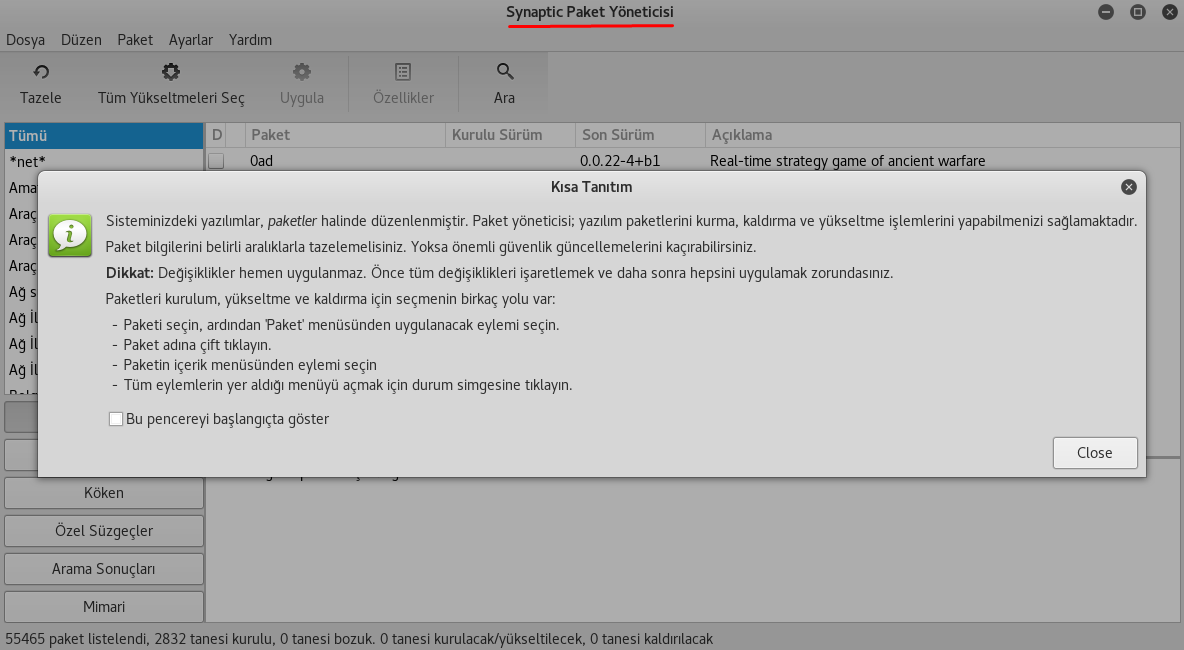 Synaptic Paket Yöneticisi
Dosya Düzen Paket Ayarlar Yardım
Tazele Tüm Yükseltmeleri Seç Uygula Özellikler Ara
Tümü
D Paket Kurulu Sürüm Son Sürüm Açıklama
*net*
0ad 0.0.22-4+b1 Real-time strategy game of ancient warfare
Kısa Tanıtım
Sisteminizdeki yazılımlar, paketler halinde düzenlenmiştir. Paket yöneticisi; yazılım paketlerini kurma, kaldırma ve yükseltme işlemlerini yapabilmenizi sağlamaktadır.
Paket bilgilerini belirli aralıklarla tazelemelisiniz. Yoksa önemli güvenlik güncellemelerini kaçırabilirsiniz.
Dikkat: Değişiklikler hemen uygulanmaz. Önce tüm değişiklikleri işaretlemek ve daha sonra hepsini uygulamak zorundasınız.
Paketleri kurulum, yükseltme ve kaldırma için seçmenin birkaç yolu var:
- Paketi seçin, ardından 'Paket' menüsünden uygulanacak eylemi seçin.
- Paket adına çift tıklayın.
- Paketin içerik menüsünden eylemi seçin
- Tüm eylemlerin yer aldığı menüyü açmak için durum simgesine tıklayın.
Bu pencereyi başlangıçta göster
Close
Ama
Araç
Araç
Araç
Ağ s
Ağ İl
Ağ İl
Ağ İl
Köken
Özel Süzgeçler
Arama Sonuçları
Mimari
55465 paket listelendi, 2832 tanesi kurulu, 0 tanesi bozuk. 0 tanesi kurulacak/yükseltilecek, 0 tanesi kaldırılacak